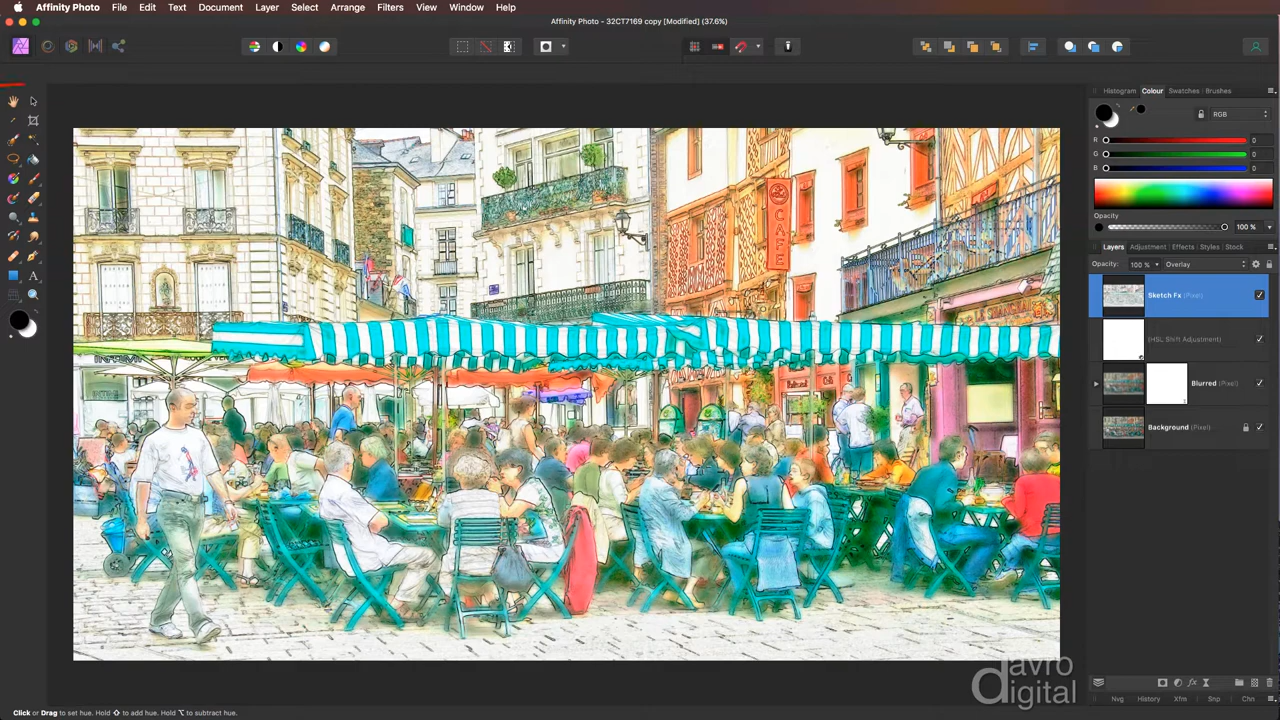 Affinity Photo File Edit Text Document Layer Select Arrange Filters View Window Help
Affinity Photo - 32CT7169 copy [Modified] (37.6%)
Histogram Colour Swatches Brushes
RGB
R 0
G 0
B 0
Opacity
100 %
Layers Adjustment Effects Styles Stock
Opacity: 100 % Overlay
Sketch Fx (Pixel)
(HSL Shift Adjustment)
Blurred (Pixel)
Background (Pixel)
CAFE
davro
digital
Nvg History Xfm Snp Chn
Click or Drag to set hue. Hold ⇧ to add hue. Hold ⌥ to subtract hue.